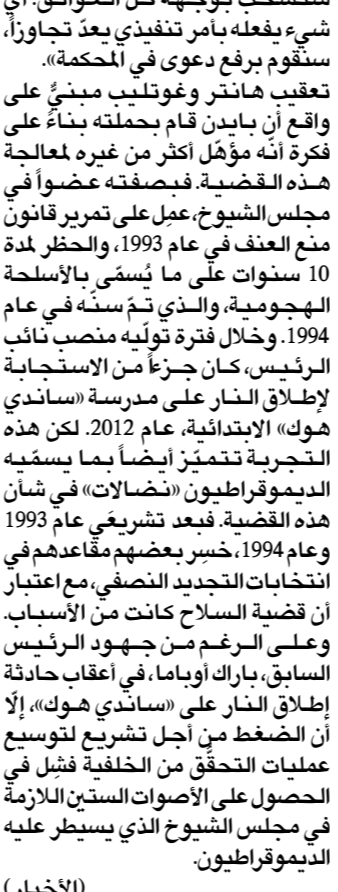 شيء يفعله بأمر تنفيذي يعدّ تجاوزاً،
سنقوم برفع دعوى في المحكمة».
تعقيب هانتر وغوتليب مبنيٌّ على
واقع أن بايدن قام بحملته بناءً على
فكرة أنّه مؤهّل أكثر من غيره لمعالجة
هذه القضية. فبصفته عضواً في
مجلس الشيوخ، عمِل على تمرير قانون
منع العنف في عام 1993، والحظر لمدة
10 سنوات على ما يُسمّى بالأسلحة
الهجومية، والذي تمّ سنّه في عام
1994. وخلال فترة تولّيه منصب نائب
الرئيس، كان جزءاً من الاستجابة
لإطلاق النار على مدرسة «ساندي
هوك» الابتدائية، عام 2012. لكن هذه
التجربة تتميّز أيضاً بما يسمّيه
الديموقراطيون «نضالات» في شأن
هذه القضية. فبعد تشريعَي عام 1993
وعام 1994، خسِر بعضهم مقاعدهم في
انتخابات التجديد النصفي، مع اعتبار
أن قضية السلاح كانت من الأسباب.
وعلى الرغم من جهود الرئيس
السابق، باراك أوباما، في أعقاب حادثة
إطلاق النار على «ساندي هوك»، إلّا
أن الضغط من أجل تشريع لتوسيع
عمليات التحقُّق من الخلفية فشِل في
الحصول على الأصوات الستين اللازمة
في مجلس الشيوخ الذي يسيطر عليه
الديموقراطيون.
(الأخبار)